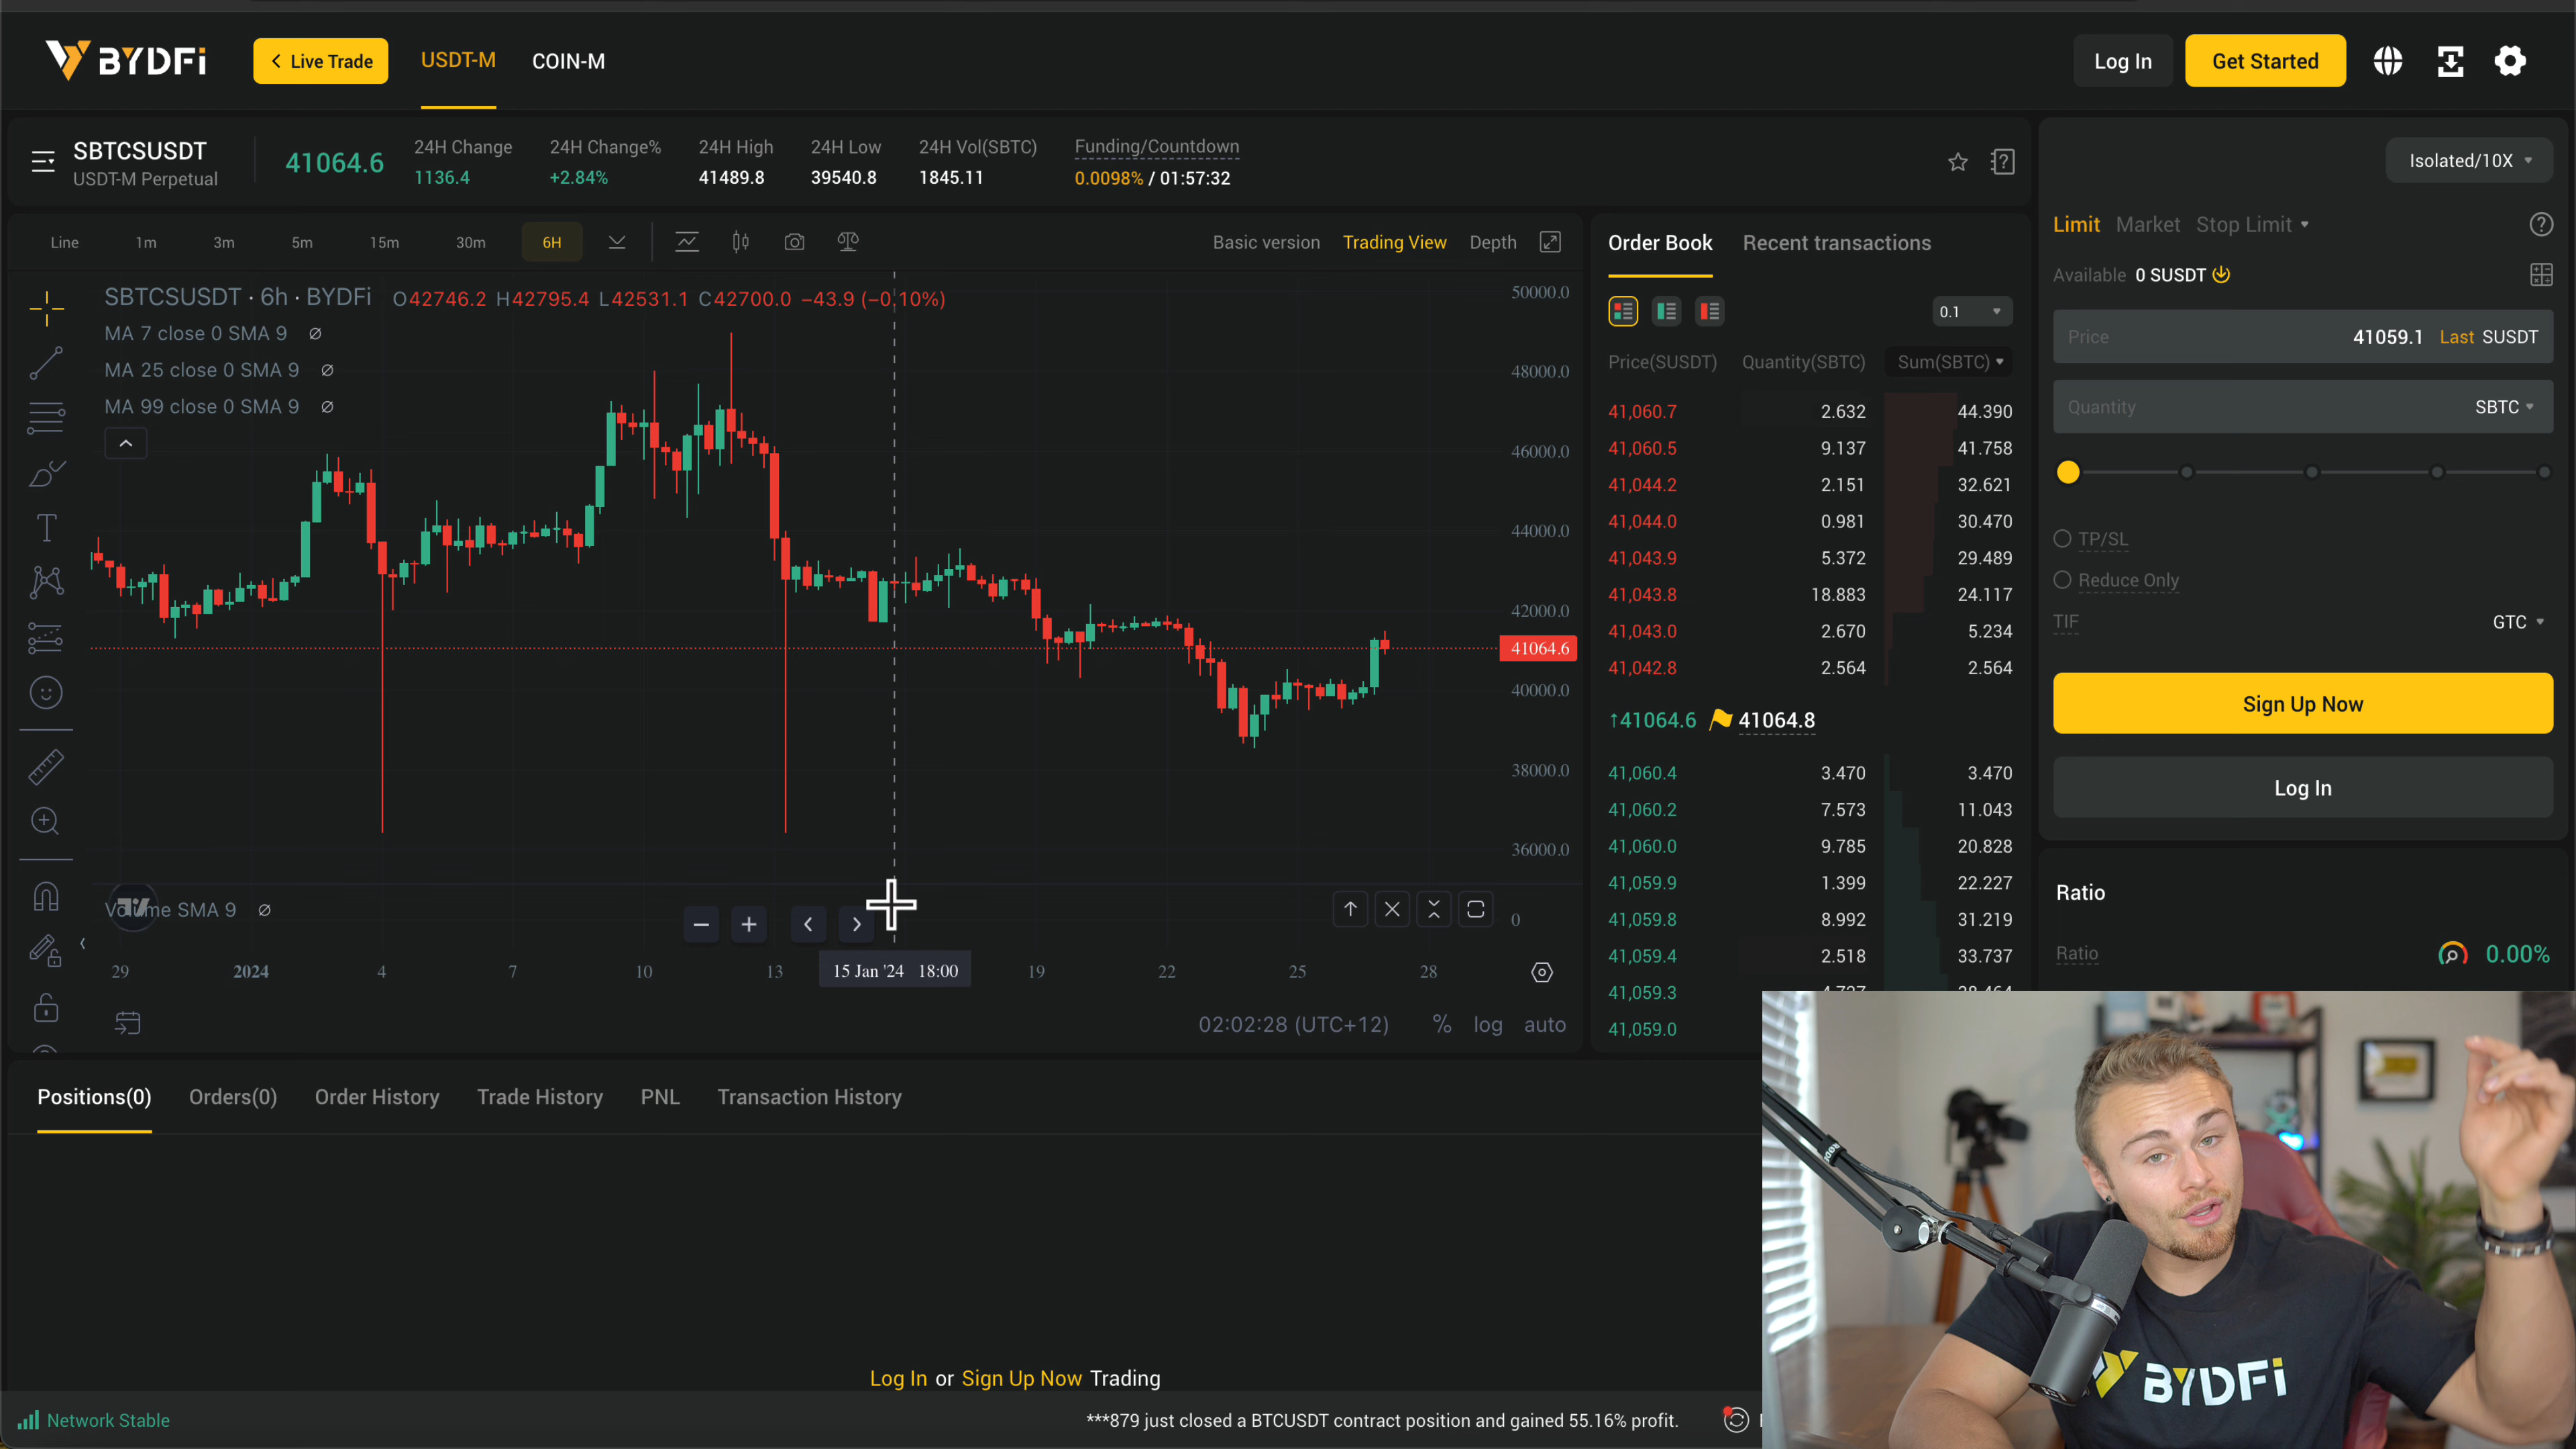 BYDFi
Live Trade
USDT-M
COIN-M
Log In
Get Started
SBTCSUSDT
USDT-M Perpetual
41064.6
24H Change
1136.4
24H Change%
+2.84%
24H High
41489.8
24H Low
39540.8
24H Vol(SBTC)
1845.11
Funding/Countdown
0.0098% / 01:57:32
Line 1m 3m 5m 15m 30m 6H
Basic version Trading View Depth
SBTCSUSDT · 6h · BYDFi O42746.2 H42795.4 L42531.1 C42700.0 −43.9 (−0.10%)
MA 7 close 0 SMA 9
MA 25 close 0 SMA 9
MA 99 close 0 SMA 9
50000.0
48000.0
46000.0
44000.0
42000.0
41064.6
40000.0
38000.0
36000.0
0
Volume SMA 9
29 2024 4 7 10 13 15 Jan '24 18:00 19 22 25 28
02:02:28 (UTC+12) % log auto
Order Book Recent transactions
0.1
Price(SUSDT) Quantity(SBTC) Sum(SBTC)
41,060.7 2.632 44.390
41,060.5 9.137 41.758
41,044.2 2.151 32.621
41,044.0 0.981 30.470
41,043.9 5.372 29.489
41,043.8 18.883 24.117
41,043.0 2.670 5.234
41,042.8 2.564 2.564
↑41064.6 41064.8
41,060.4 3.470 3.470
41,060.2 7.573 11.043
41,060.0 9.785 20.828
41,059.9 1.399 22.227
41,059.8 8.992 31.219
41,059.4 2.518 33.737
41,059.3
41,059.0
Isolated/10X
Limit Market Stop Limit
Available 0 SUSDT
Price 41059.1 Last SUSDT
Quantity SBTC
TP/SL
Reduce Only
TIF GTC
Sign Up Now
Log In
Ratio
Ratio 0.00%
Positions(0) Orders(0) Order History Trade History PNL Transaction History
Log In or Sign Up Now Trading
Network Stable
***879 just closed a BTCUSDT contract position and gained 55.16% profit.
BYDFi